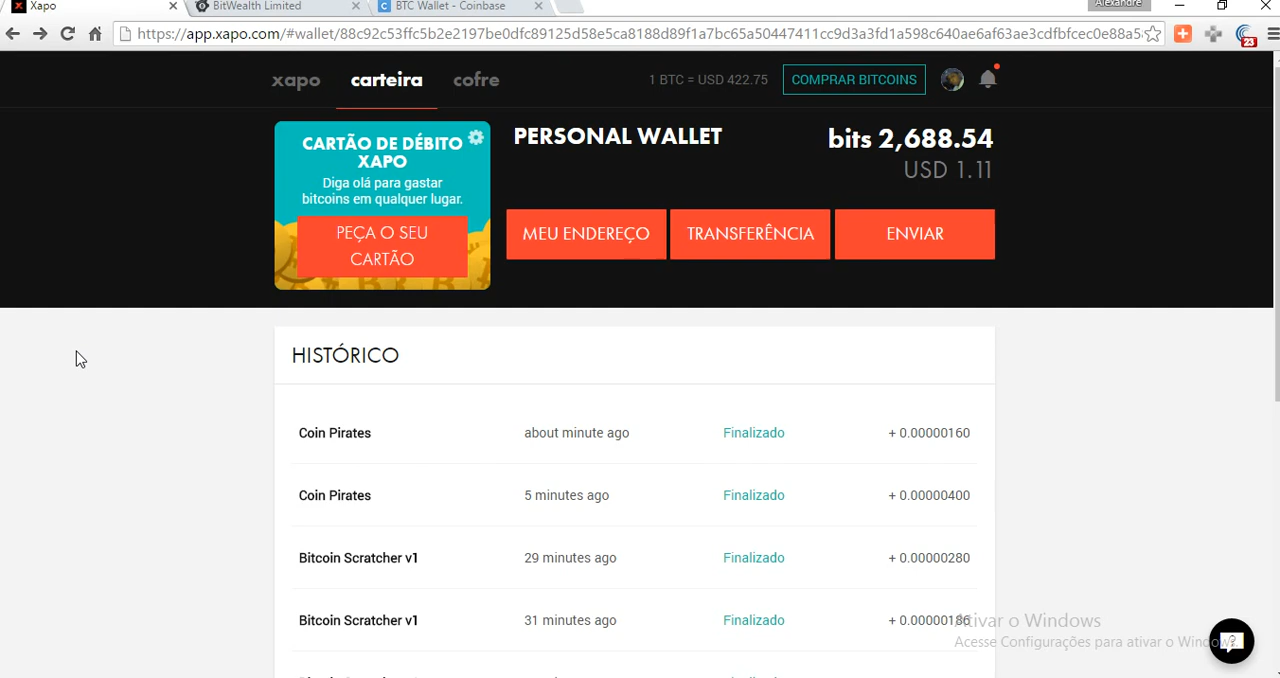 Xapo
BitWealth Limited
BTC Wallet - Coinbase
Alexandre
https://app.xapo.com/#wallet/
23
xapo carteira cofre
1 BTC = USD 422.75
COMPRAR BITCOINS
CARTÃO DE DÉBITO
XAPO
Diga olá para gastar
bitcoins em qualquer lugar.
PEÇA O SEU
CARTÃO
PERSONAL WALLET
bits 2,688.54
USD 1.11
MEU ENDEREÇO
TRANSFERÊNCIA
ENVIAR
HISTÓRICO
Coin Pirates about minute ago Finalizado + 0.00000160
Coin Pirates 5 minutes ago Finalizado + 0.00000400
Bitcoin Scratcher v1 29 minutes ago Finalizado + 0.00000280
Bitcoin Scratcher v1 31 minutes ago Finalizado + 0.00000186
Ativar o Windows
Acesse Configurações para ativar o Windows.